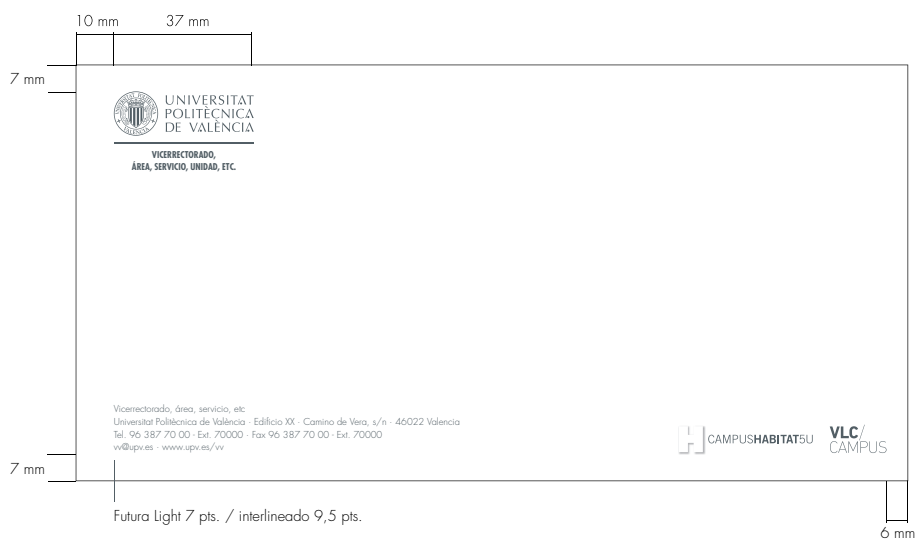 10 mm 37 mm
7 mm
UNIVERSITAT
POLITÈCNICA
DE VALÈNCIA
VICERRECTORADO,
ÁREA, SERVICIO, UNIDAD, ETC.
Vicerrectorado, área, servicio, etc
Universitat Politècnica de València · Edificio XX · Camino de Vera, s/n · 46022 Valencia
Tel. 96 387 70 00 · Ext. 70000 · Fax 96 387 70 00 · Ext. 70000
vv@upv.es · www.upv.es/vv
H CAMPUSHABITAT5U
VLC/
CAMPUS
7 mm
Futura Light 7 pts. / interlineado 9,5 pts.
6 mm